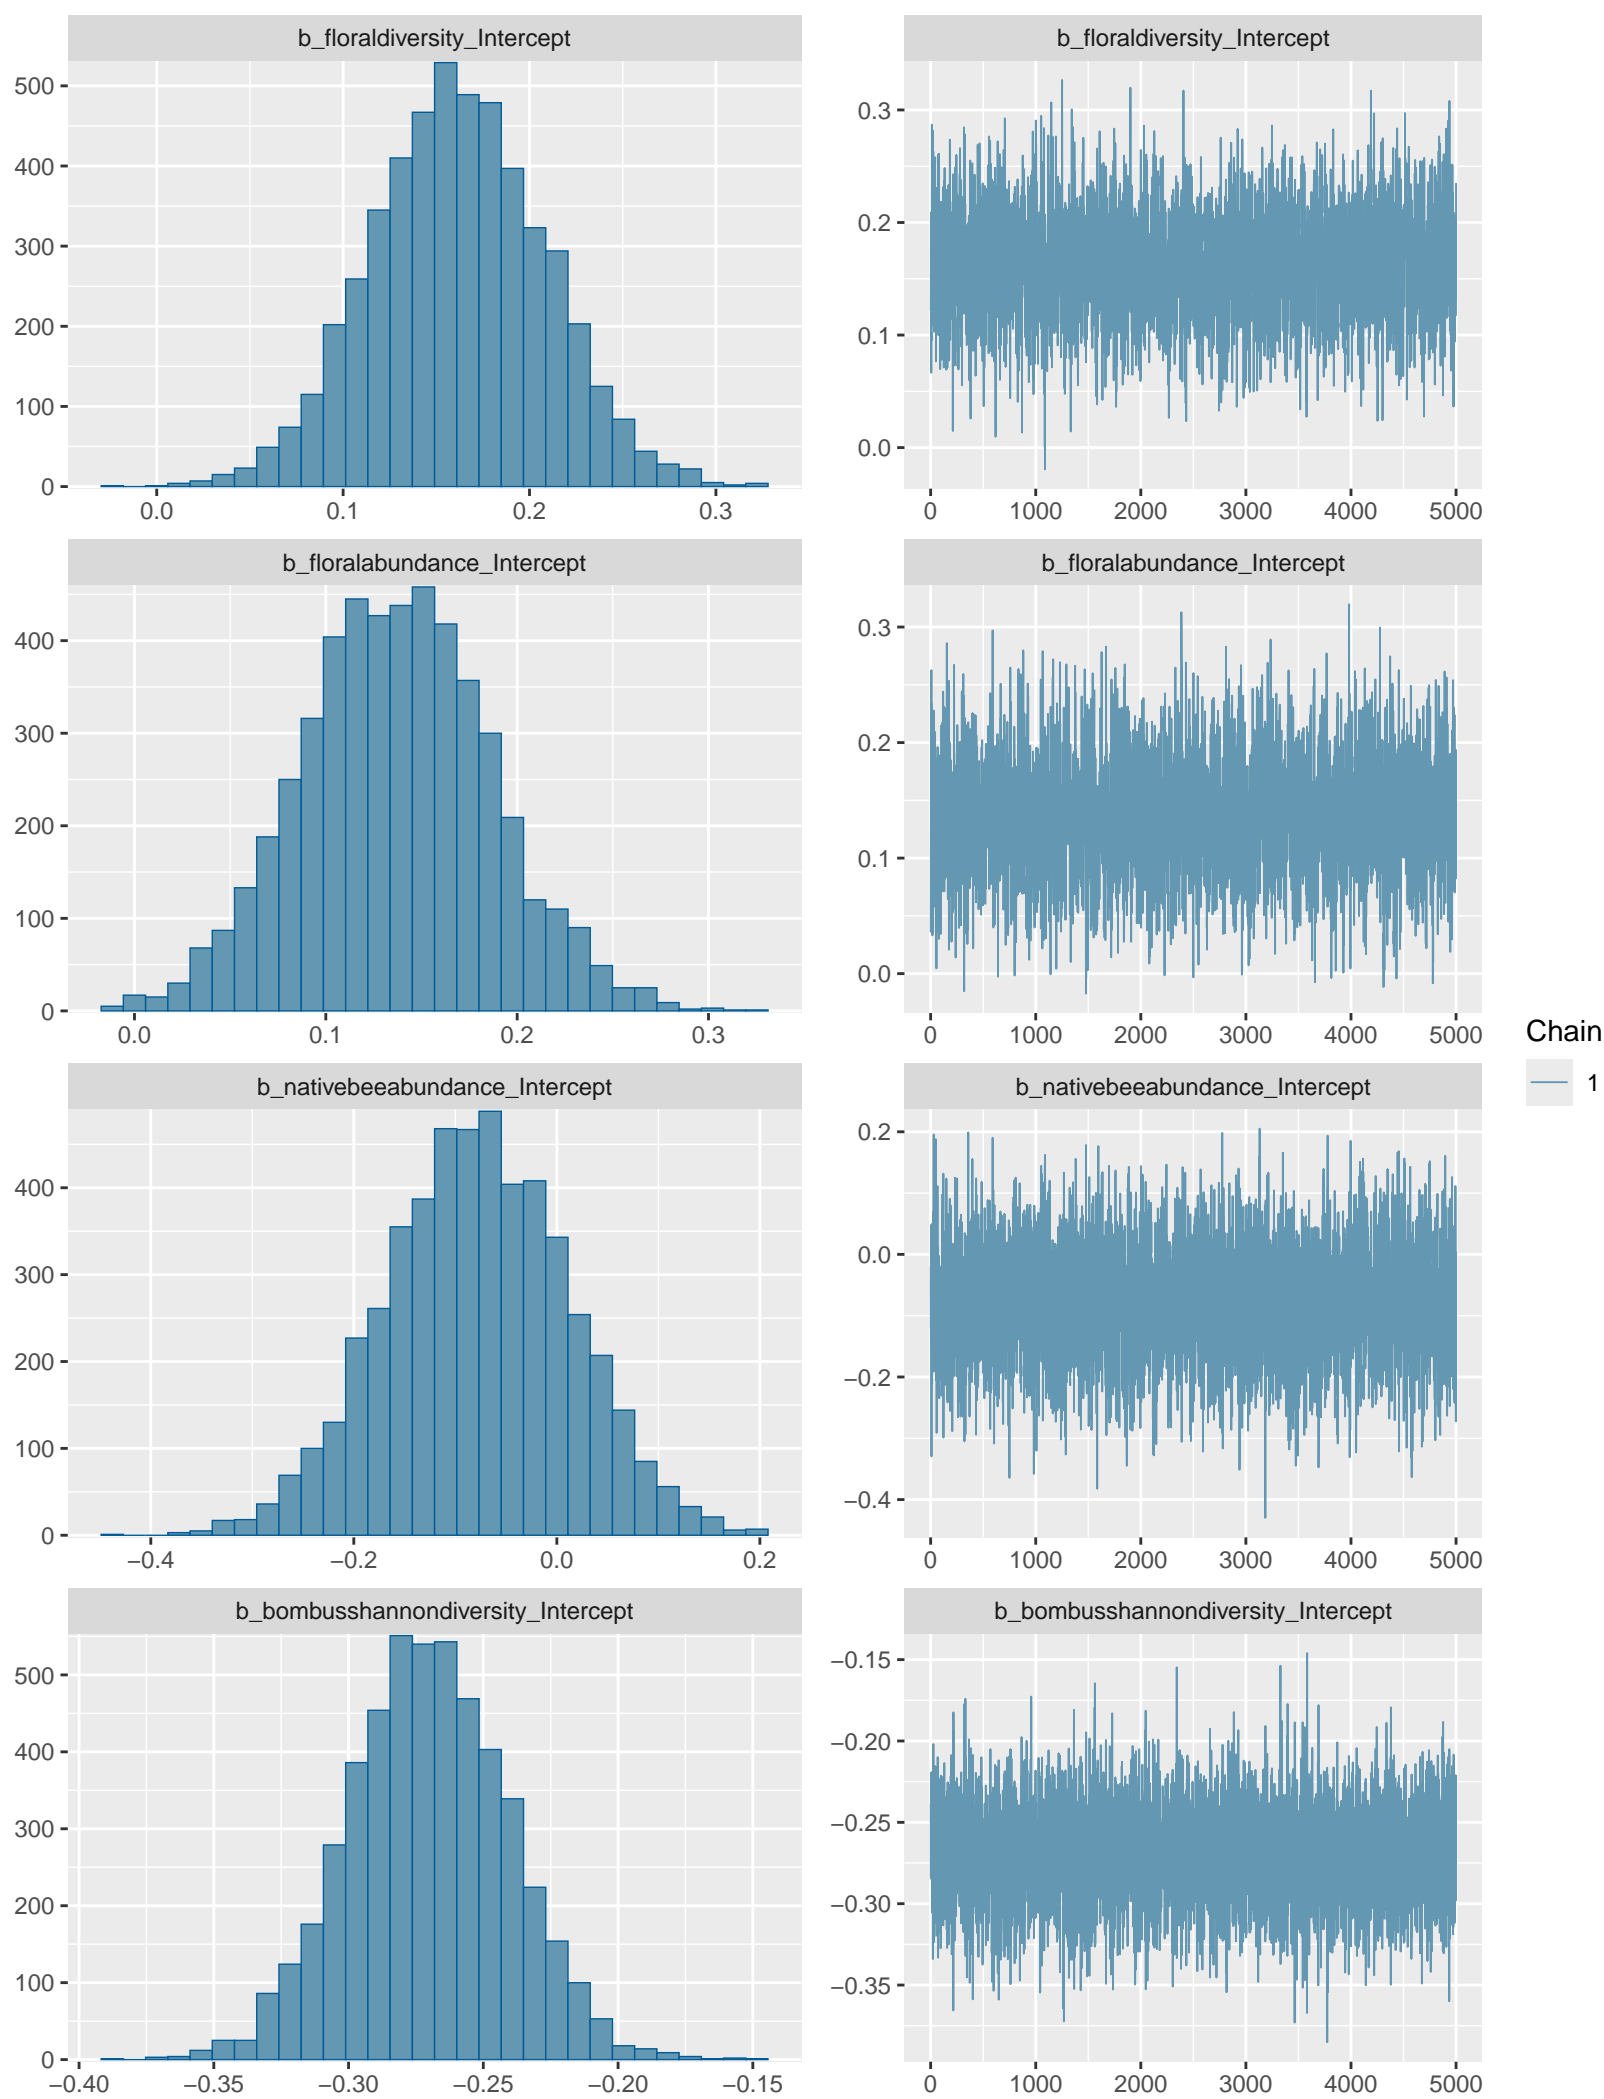 b_floraldiversity_Intercept
b_floraldiversity_Intercept
500
400
300
200
100
0
0.0 0.1 0.2 0.3
0.3
0.2
0.1
0.0
0 1000 2000 3000 4000 5000
b_floralabundance_Intercept
b_floralabundance_Intercept
400
300
200
100
0
0.0 0.1 0.2 0.3
0.3
0.2
0.1
0.0
0 1000 2000 3000 4000 5000
Chain
1
b_nativebeeabundance_Intercept
b_nativebeeabundance_Intercept
400
300
200
100
0
−0.4 −0.2 0.0 0.2
0.2
0.0
−0.2
−0.4
0 1000 2000 3000 4000 5000
b_bombusshannondiversity_Intercept
b_bombusshannondiversity_Intercept
500
400
300
200
100
0
−0.40 −0.35 −0.30 −0.25 −0.20 −0.15
−0.15
−0.20
−0.25
−0.30
−0.35
0 1000 2000 3000 4000 5000